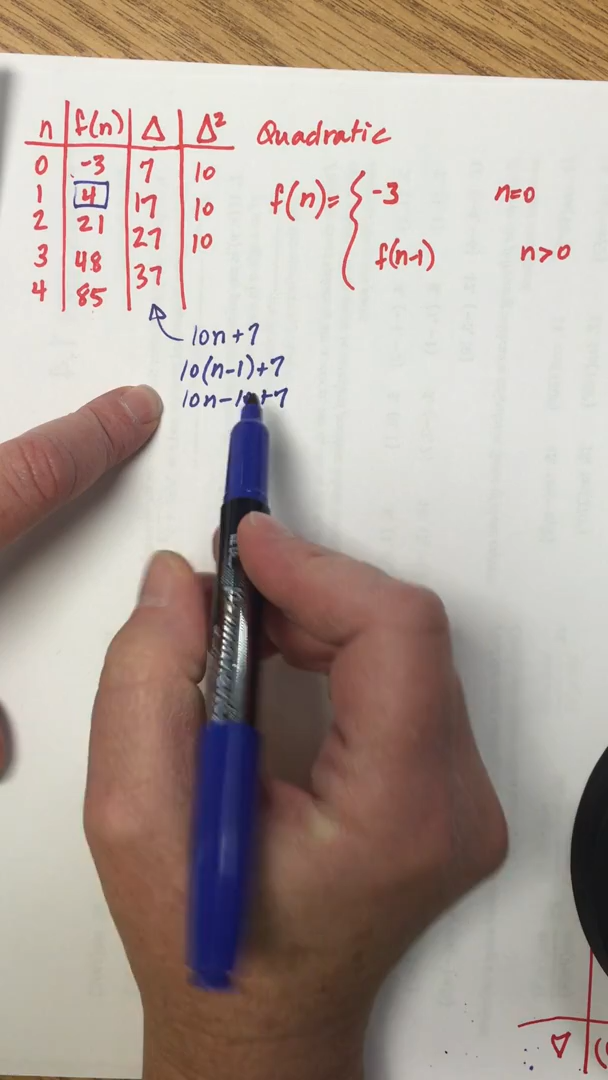 n f(n) Δ Δ² Quadratic
0 -3 7 10
1 4 17 10
2 21 27 10
3 48 37
4 85
f(n)= { -3 n=0
f(n-1) n>0
10n+7
10(n-1)+7
10n-10+7